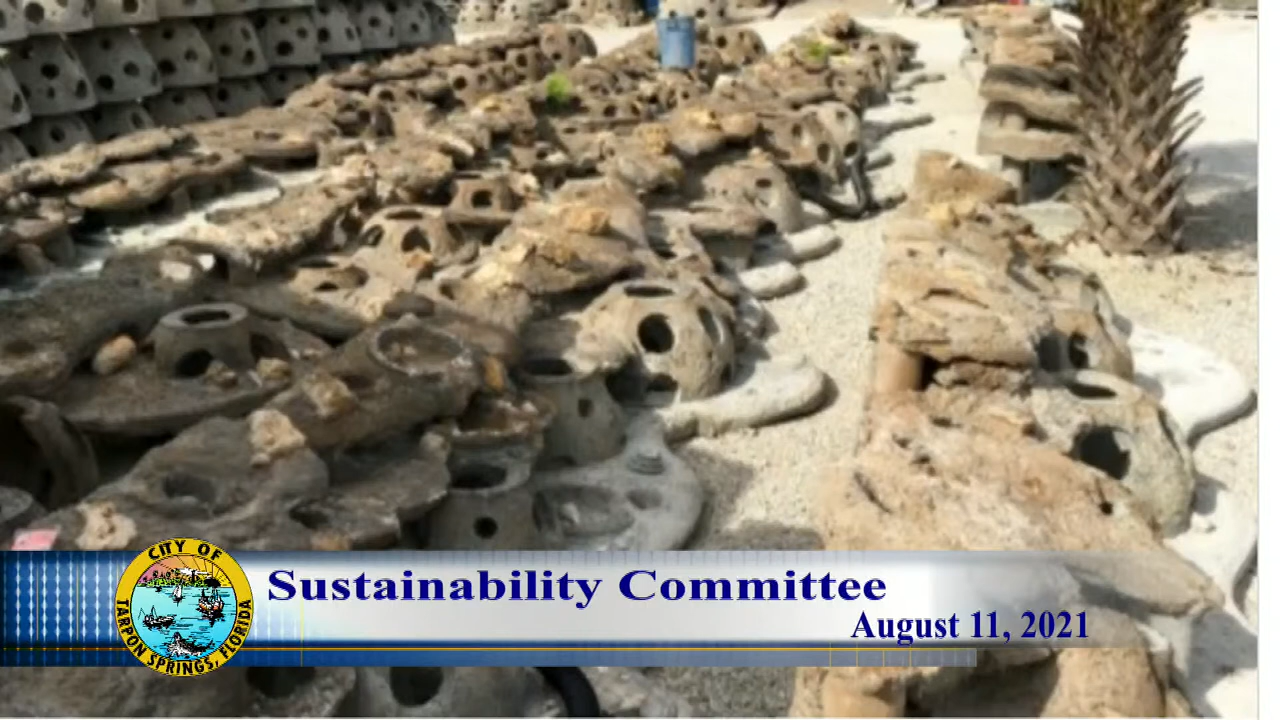 CITY OF
TARPON SPRINGS, FLORIDA
Sustainability Committee
August 11, 2021